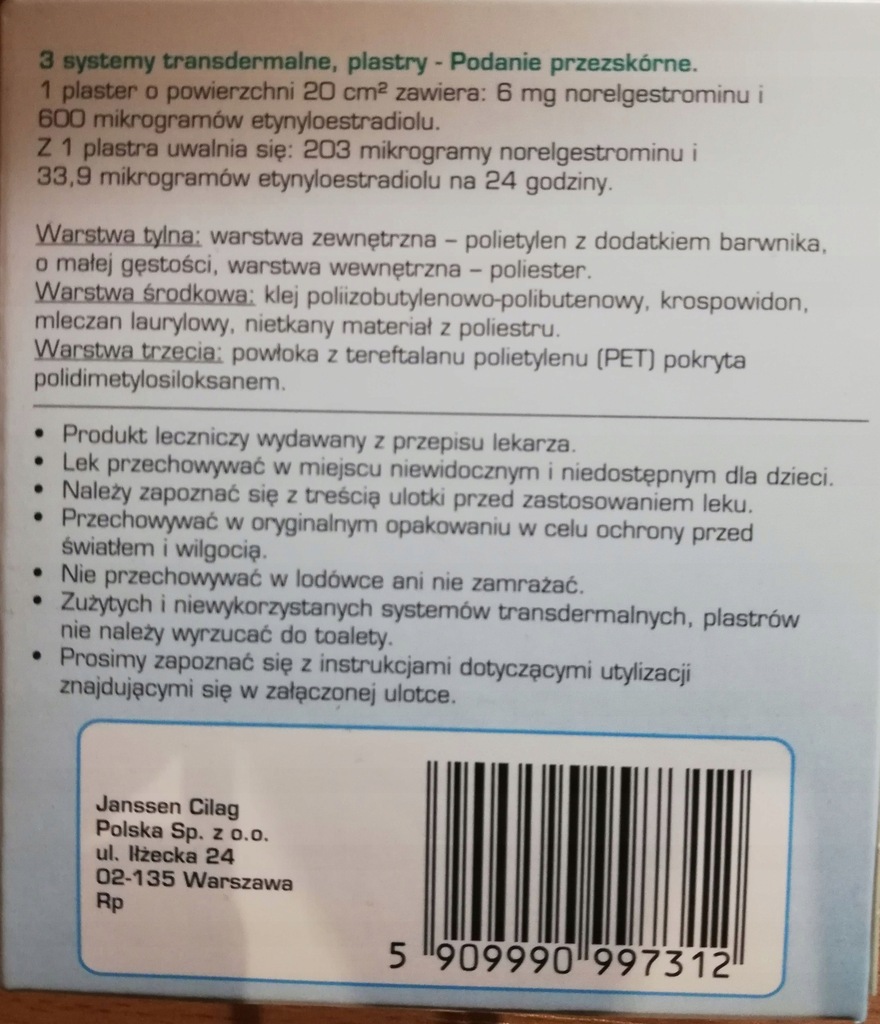 3 systemy transdermalne, plastry - Podanie przezskórne.
1 plaster o powierzchni 20 cm² zawiera: 6 mg norelgestrominu i
600 mikrogramów etynyloestradiolu.
Z 1 plastra uwalnia się: 203 mikrogramy norelgestrominu i
33,9 mikrogramów etynyloestradiolu na 24 godziny.
Warstwa tylna: warstwa zewnętrzna – polietylen z dodatkiem barwnika,
o małej gęstości, warstwa wewnętrzna – poliester.
Warstwa środkowa: klej poliizobutylenowo-polibutenowy, krospowidon,
mleczan laurylowy, nietkany materiał z poliestru.
Warstwa trzecia: powłoka z tereftalanu polietylenu (PET) pokryta
polidimetylosiloksanem.
• Produkt leczniczy wydawany z przepisu lekarza.
• Lek przechowywać w miejscu niewidocznym i niedostępnym dla dzieci.
• Należy zapoznać się z treścią ulotki przed zastosowaniem leku.
• Przechowywać w oryginalnym opakowaniu w celu ochrony przed
światłem i wilgocią.
• Nie przechowywać w lodówce ani nie zamrażać.
• Zużytych i niewykorzystanych systemów transdermalnych, plastrów
nie należy wyrzucać do toalety.
• Prosimy zapoznać się z instrukcjami dotyczącymi utylizacji
znajdującymi się w załączonej ulotce.
Janssen Cilag
Polska Sp. z o.o.
ul. Iłżecka 24
02-135 Warszawa
Rp
5 909990 997312